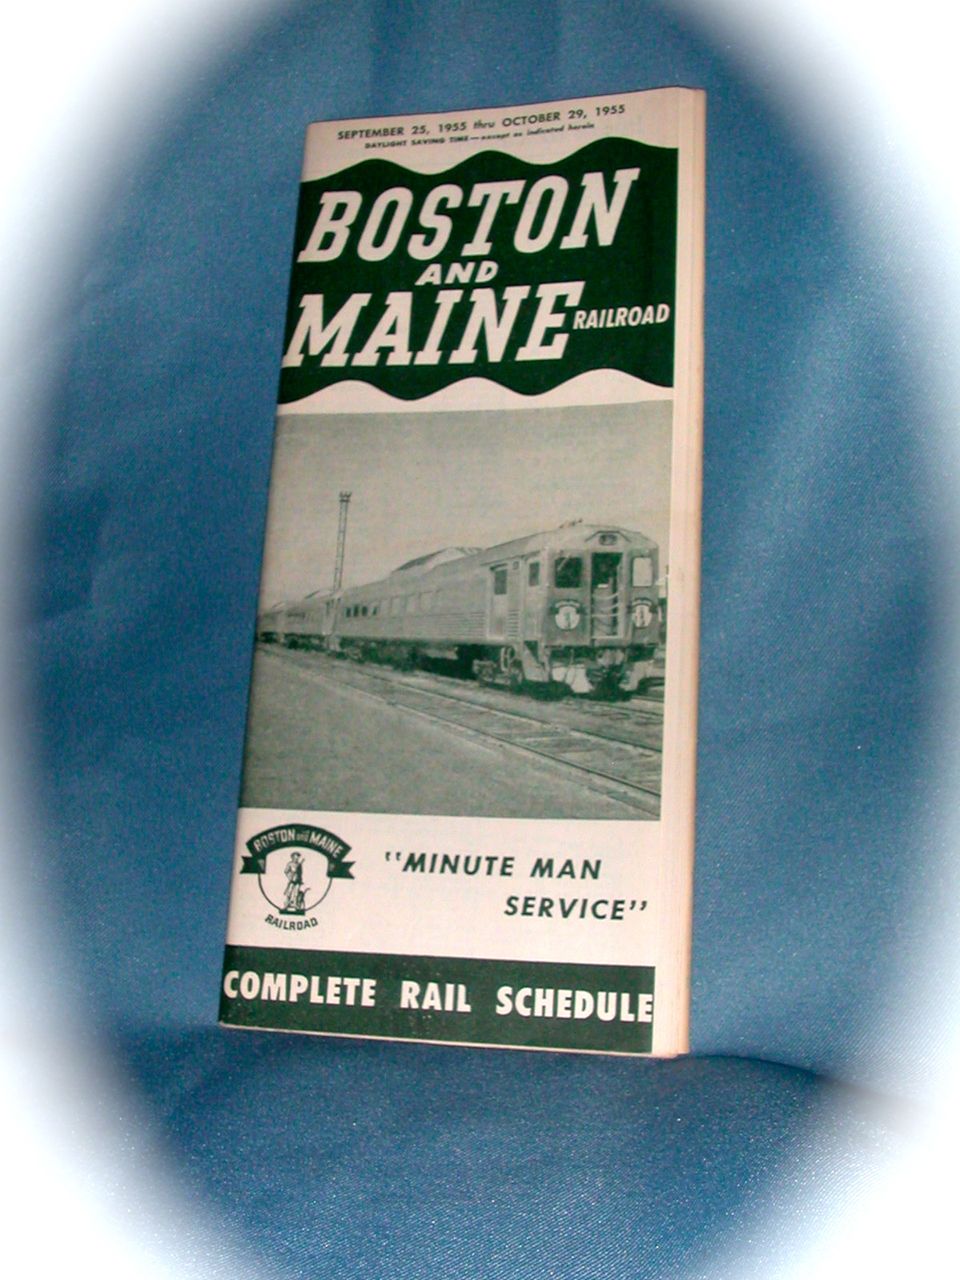 SEPTEMBER 25, 1955 thru OCTOBER 29, 1955
DAYLIGHT SAVING TIME—except as indicated herein
BOSTON
AND
MAINE RAILROAD
BOSTON and MAINE
RAILROAD
"MINUTE MAN
SERVICE"
COMPLETE RAIL SCHEDULE